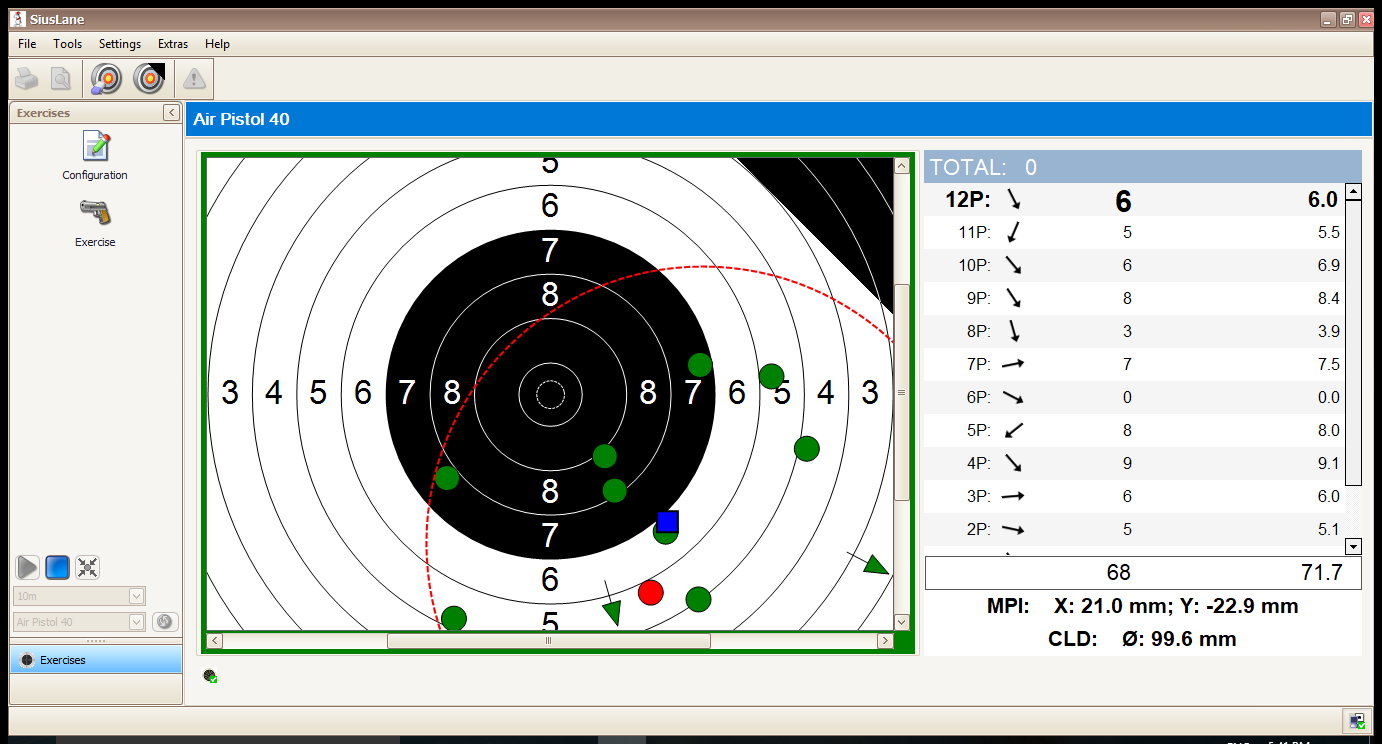 SiusLane
File Tools Settings Extras Help
Exercises
Configuration
Exercise
10m
Air Pistol 40
Exercises
Air Pistol 40
5
6
7
8
3 4 5 6 7 8 8 7 6 5 4 3
8
7
6
5
TOTAL: 0
12P: 6 6.0
11P: 5 5.5
10P: 6 6.9
9P: 8 8.4
8P: 3 3.9
7P: 7 7.5
6P: 0 0.0
5P: 8 8.0
4P: 9 9.1
3P: 6 6.0
2P: 5 5.1
68 71.7
MPI: X: 21.0 mm; Y: -22.9 mm
CLD: Ø: 99.6 mm